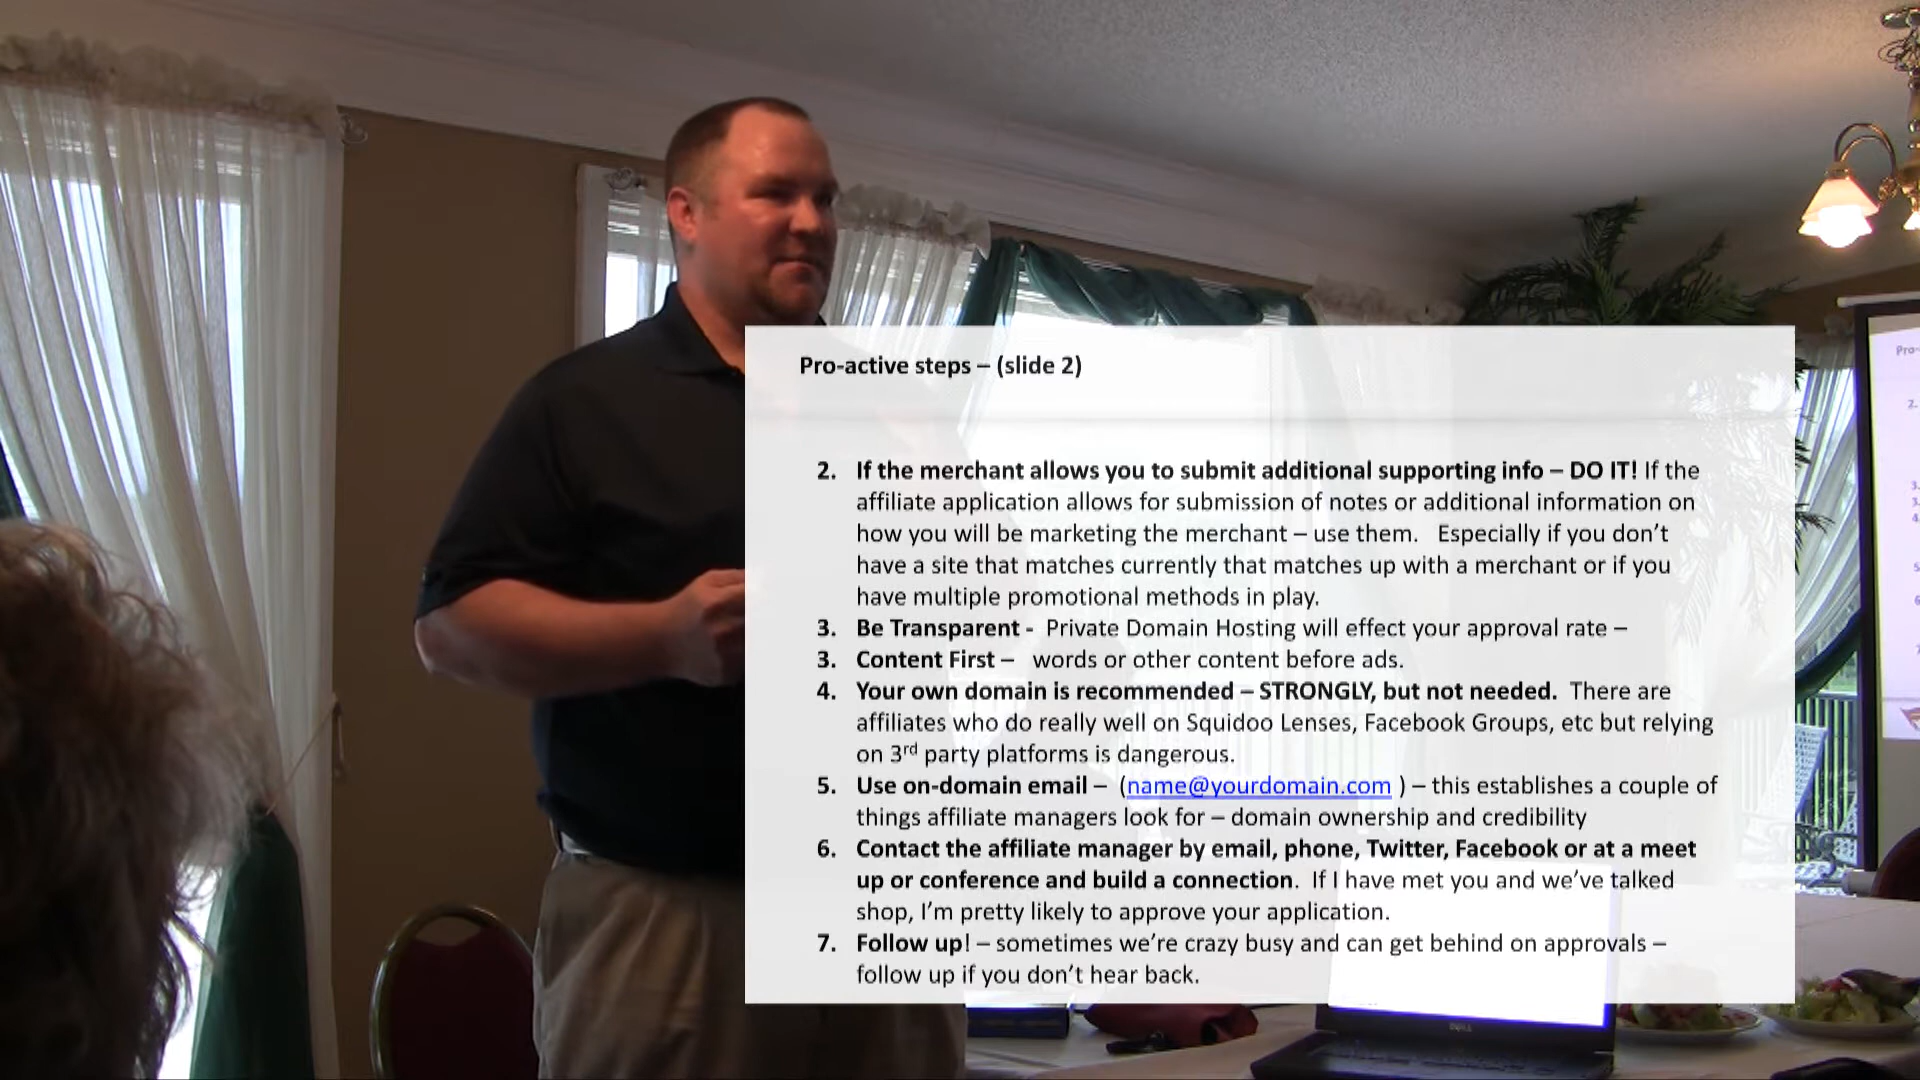 Pro-active steps – (slide 2)
2. If the merchant allows you to submit additional supporting info – DO IT! If the
affiliate application allows for submission of notes or additional information on
how you will be marketing the merchant – use them. Especially if you don't
have a site that matches currently that matches up with a merchant or if you
have multiple promotional methods in play.
3. Be Transparent - Private Domain Hosting will effect your approval rate –
3. Content First – words or other content before ads.
4. Your own domain is recommended – STRONGLY, but not needed. There are
affiliates who do really well on Squidoo Lenses, Facebook Groups, etc but relying
on 3rd party platforms is dangerous.
5. Use on-domain email – (name@yourdomain.com ) – this establishes a couple of
things affiliate managers look for – domain ownership and credibility
6. Contact the affiliate manager by email, phone, Twitter, Facebook or at a meet
up or conference and build a connection. If I have met you and we've talked
shop, I'm pretty likely to approve your application.
7. Follow up! – sometimes we're crazy busy and can get behind on approvals –
follow up if you don't hear back.